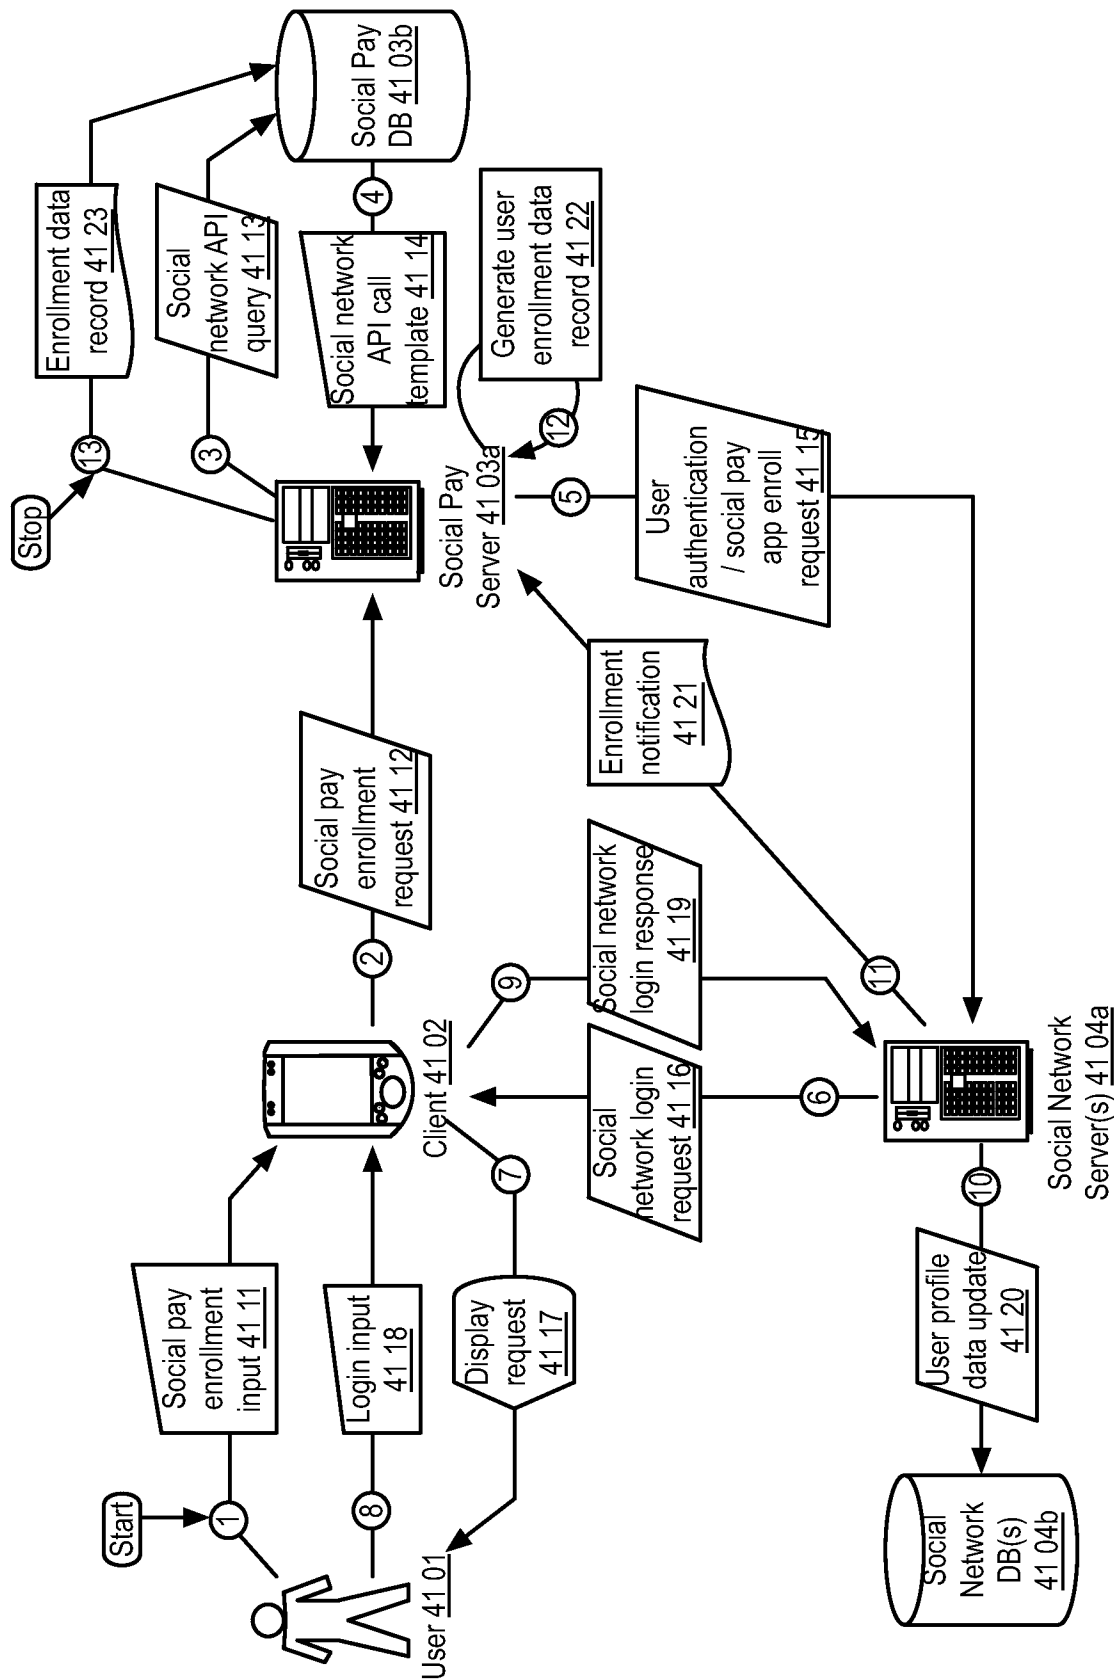 Start
1
Social pay
enrollment
input 41 11
User 41 01
8
Login input
41 18
Display
request
41 17
7
Client 41 02
2
Social pay
enrollment
request 41 12
Stop
13
Enrollment data
record 41 23
3
Social
network API
query 41 13
Social network
API call
template 41 14
4
Social Pay
DB 41 03b
Social Pay
Server 41 03a
12
Generate user
enrollment data
record 41 22
5
User
authentication
/ social pay
app enroll
request 41 15
Enrollment
notification
41 21
11
9
Social network
login response
41 19
Social
network login
request 41 16
6
Social Network
Server(s) 41 04a
10
User profile
data update
41 20
Social
Network
DB(s)
41 04b